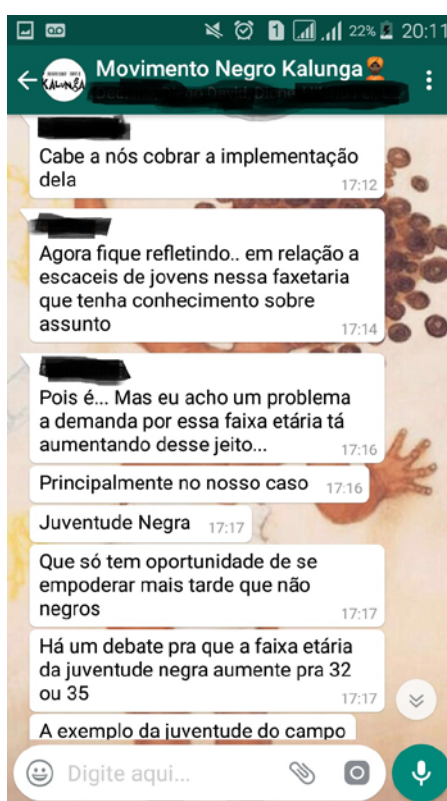 1 22% 20:11
KALUNGA
Movimento Negro Kalunga
Cabe a nós cobrar a implementação
dela
17:12
Agora fique refletindo.. em relação a
escaceis de jovens nessa faxetaria
que tenha conhecimento sobre
assunto
17:14
Pois é... Mas eu acho um problema
a demanda por essa faixa etária tá
aumentando desse jeito...
17:16
Principalmente no nosso caso 17:16
Juventude Negra 17:17
Que só tem oportunidade de se
empoderar mais tarde que não
negros
17:17
Há um debate pra que a faixa etária
da juventude negra aumente pra 32
ou 35
17:17
A exemplo da juventude do campo
Digite aqui...